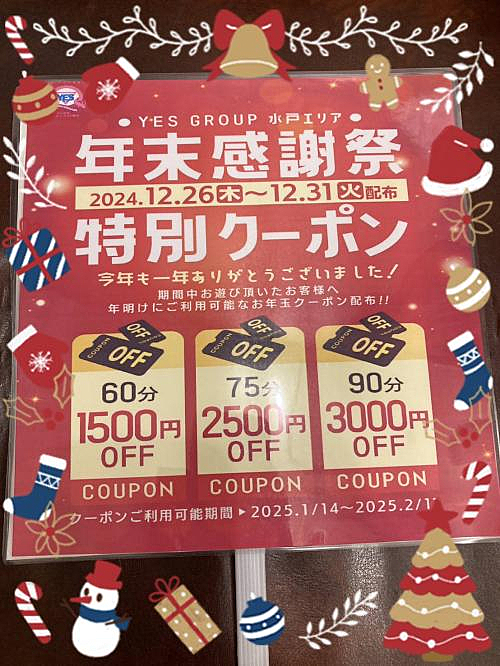 YES
• YES GROUP 水戸エリア •
年末感謝祭
2024.12.26木〜12.31火配布
特別クーポン
今年も一年ありがとうございました!
期間中お遊び頂いたお客様へ
年明けにご利用可能なお年玉クーポン配布!!
COUPON OFF OFF
60分
1500円
OFF
COUPON
COUPON OFF OFF
75分
2500円
OFF
COUPON
COUPON OFF OFF
90分
3000円
OFF
COUPON
クーポンご利用可能期間 ▶ 2025.1/14〜2025.2/1